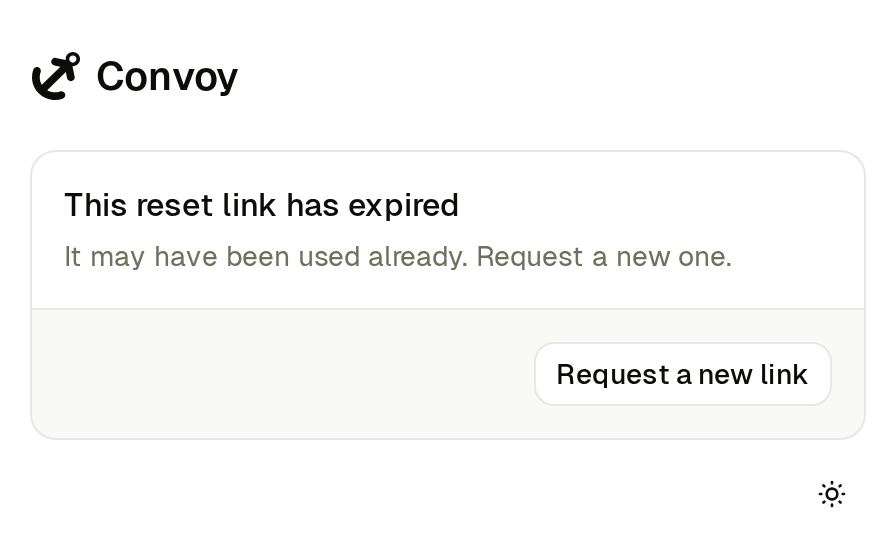 Convoy
This reset link has expired
It may have been used already. Request a new one.
Request a new link